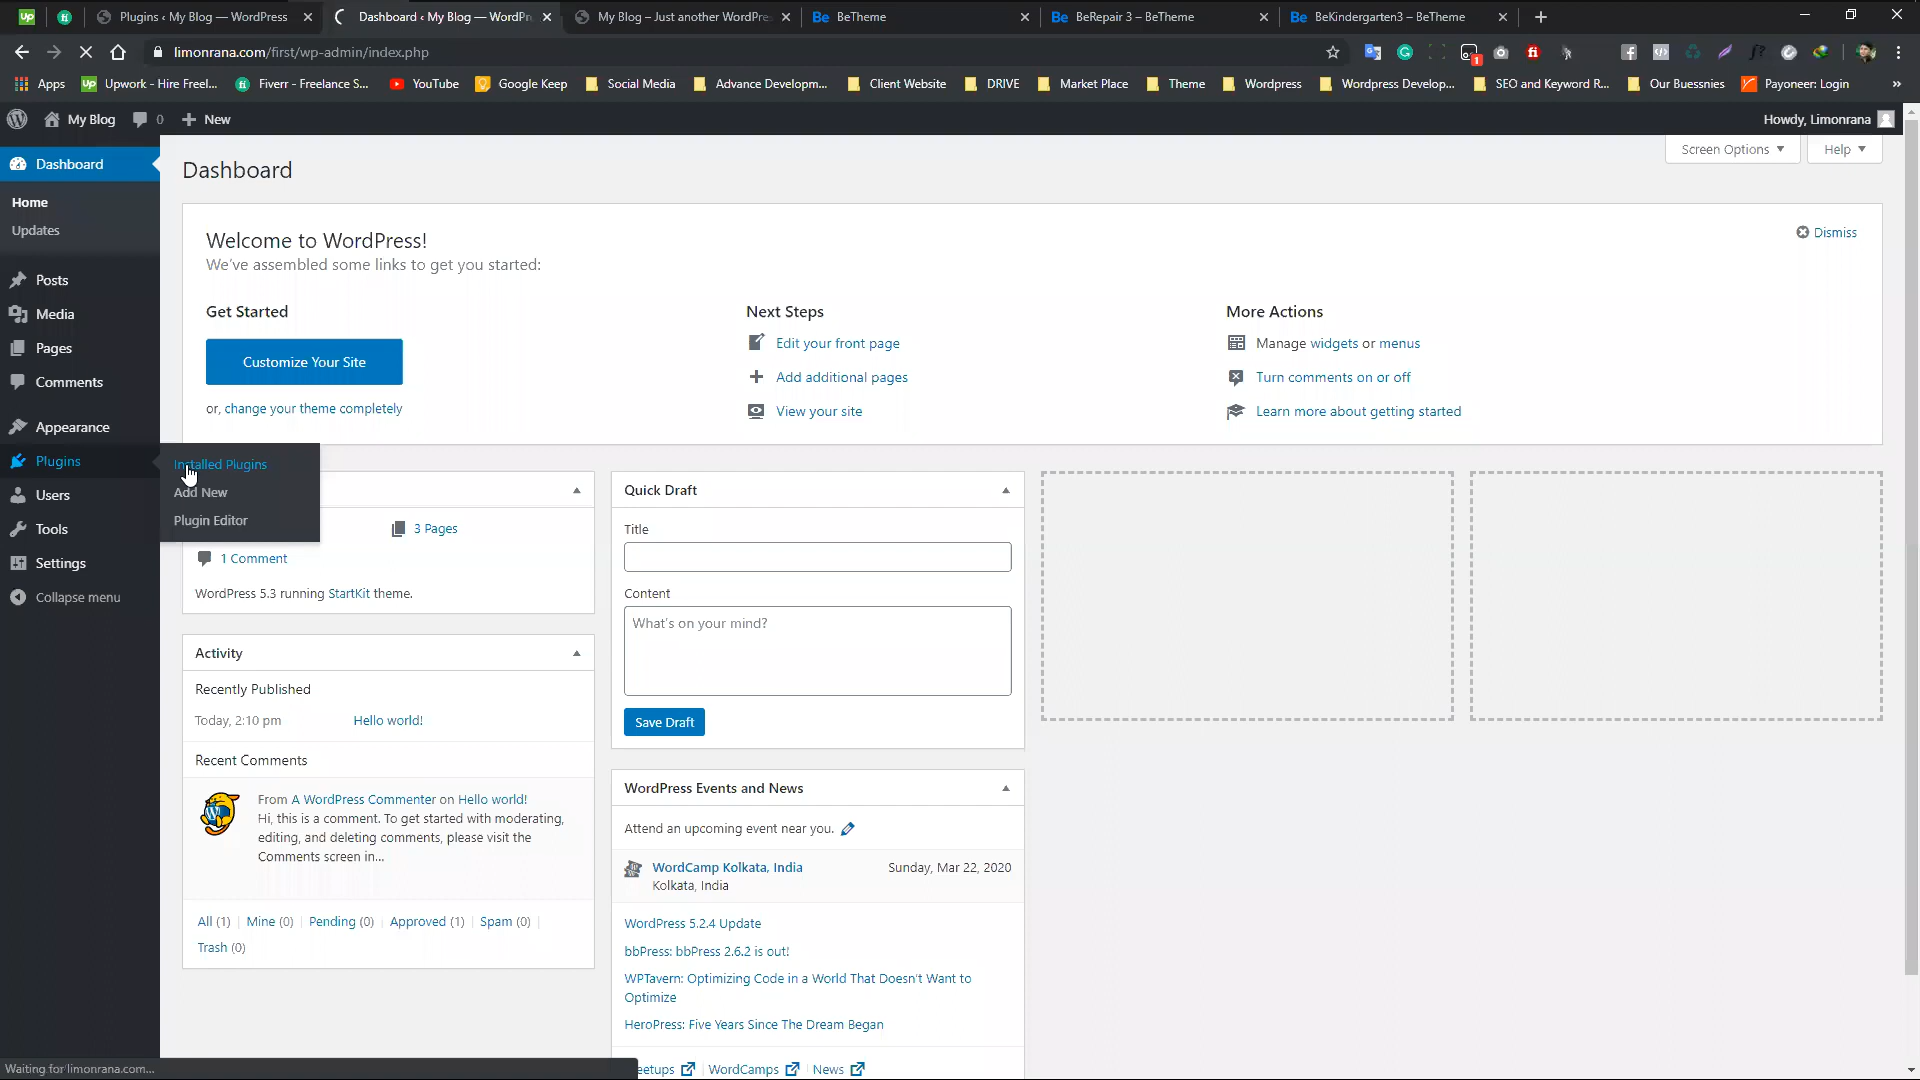 Plugins ‹ My Blog — WordPress
Dashboard ‹ My Blog — WordPr
My Blog – Just another WordPres
BeTheme
BeRepair 3 – BeTheme
BeKindergarten3 – BeTheme
limonrana.com/first/wp-admin/index.php
Apps
Upwork - Hire Freel...
Fiverr - Freelance S...
YouTube
Google Keep
Social Media
Advance Developm...
Client Website
DRIVE
Market Place
Theme
Wordpress
Wordpress Develop...
SEO and Keyword R...
Our Buessnies
Payoneer: Login
»
My Blog
0
New
Howdy, Limonrana
Dashboard
Home
Updates
Posts
Media
Pages
Comments
Appearance
Plugins
Users
Tools
Settings
Collapse menu
Installed Plugins
Add New
Plugin Editor
Dashboard
Screen Options
Help
Welcome to WordPress!
We've assembled some links to get you started:
Dismiss
Get Started
Customize Your Site
or, change your theme completely
Next Steps
Edit your front page
Add additional pages
View your site
More Actions
Manage widgets or menus
Turn comments on or off
Learn more about getting started
3 Pages
1 Comment
WordPress 5.3 running StartKit theme.
Activity
Recently Published
Today, 2:10 pm
Hello world!
Recent Comments
From A WordPress Commenter on Hello world!
Hi, this is a comment. To get started with moderating,
editing, and deleting comments, please visit the
Comments screen in...
All (1) | Mine (0) | Pending (0) | Approved (1) | Spam (0) |
Trash (0)
Quick Draft
Title
Content
What's on your mind?
Save Draft
WordPress Events and News
Attend an upcoming event near you.
WordCamp Kolkata, India
Sunday, Mar 22, 2020
Kolkata, India
WordPress 5.2.4 Update
bbPress: bbPress 2.6.2 is out!
WPTavern: Optimizing Code in a World That Doesn't Want to
Optimize
HeroPress: Five Years Since The Dream Began
eetups | WordCamps | News
Waiting for limonrana.com...